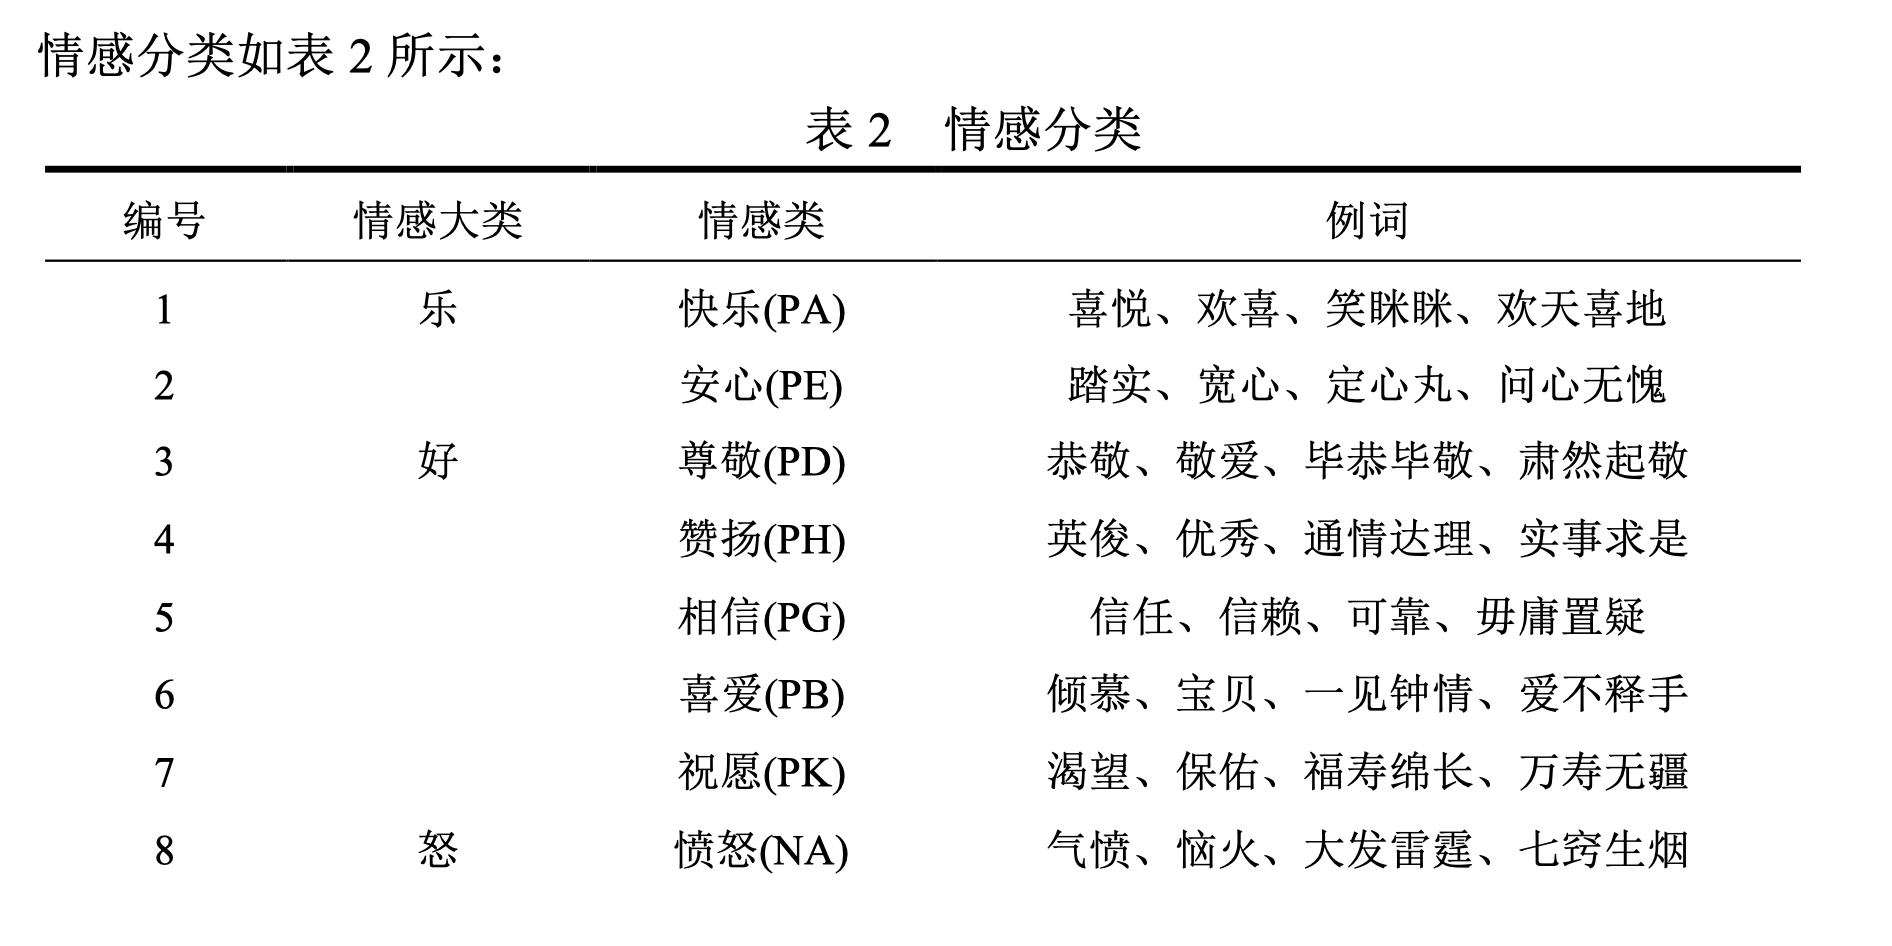 情感分类如表 2 所示：
表 2 情感分类
编号 情感大类 情感类 例词
1 乐 快乐(PA) 喜悦、欢喜、笑眯眯、欢天喜地
2 安心(PE) 踏实、宽心、定心丸、问心无愧
3 好 尊敬(PD) 恭敬、敬爱、毕恭毕敬、肃然起敬
4 赞扬(PH) 英俊、优秀、通情达理、实事求是
5 相信(PG) 信任、信赖、可靠、毋庸置疑
6 喜爱(PB) 倾慕、宝贝、一见钟情、爱不释手
7 祝愿(PK) 渴望、保佑、福寿绵长、万寿无疆
8 怒 愤怒(NA) 气愤、恼火、大发雷霆、七窍生烟